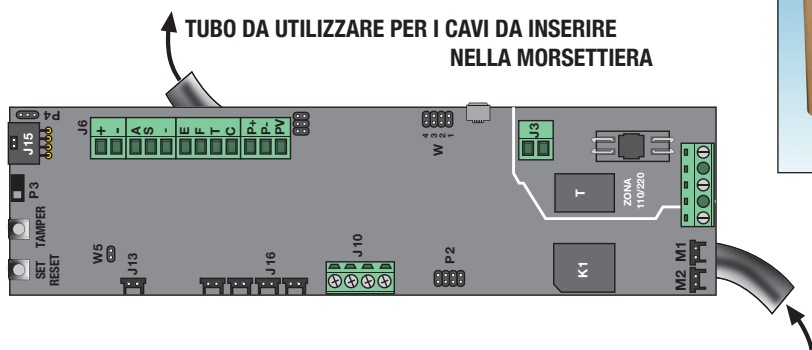 TUBO DA UTILIZZARE PER I CAVI DA INSERIRE
NELLA MORSETTIERA
P4
J15
J6
+ - A S - E F T C P+ P- PV
4 3 2 1
W
J3
T
ZONA
110/220
P3
TAMPER
SET
RESET
W5
J13
J16
J10
P2
K1
M1
M2